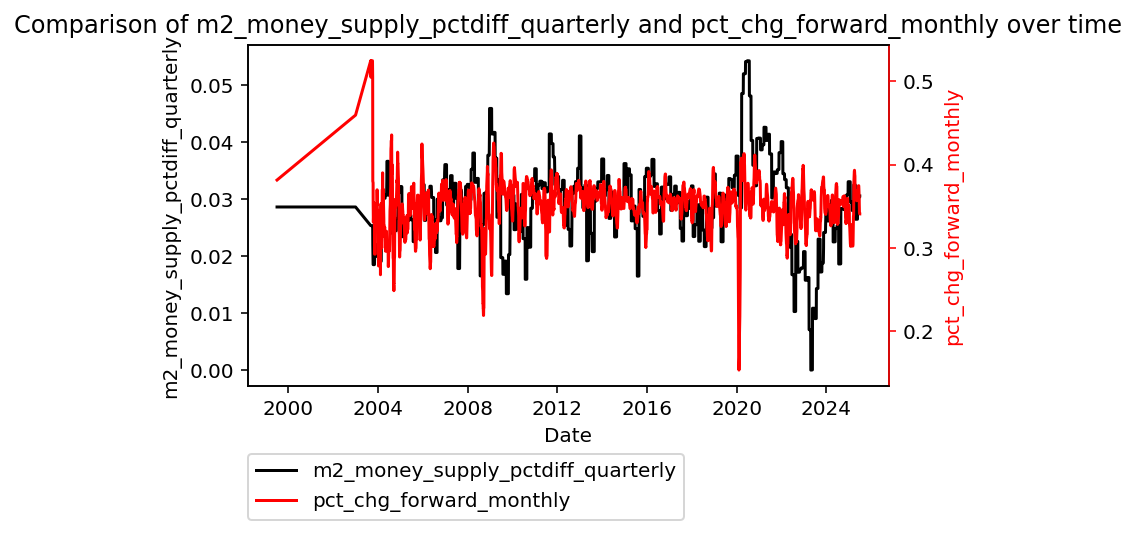 Comparison of m2_money_supply_pctdiff_quarterly and pct_chg_forward_monthly over time
m2_money_supply_pctdiff_quarterly
0.05
0.04
0.03
0.02
0.01
0.00
0.5
0.4
0.3
0.2
pct_chg_forward_monthly
2000 2004 2008 2012 2016 2020 2024
Date
m2_money_supply_pctdiff_quarterly
pct_chg_forward_monthly